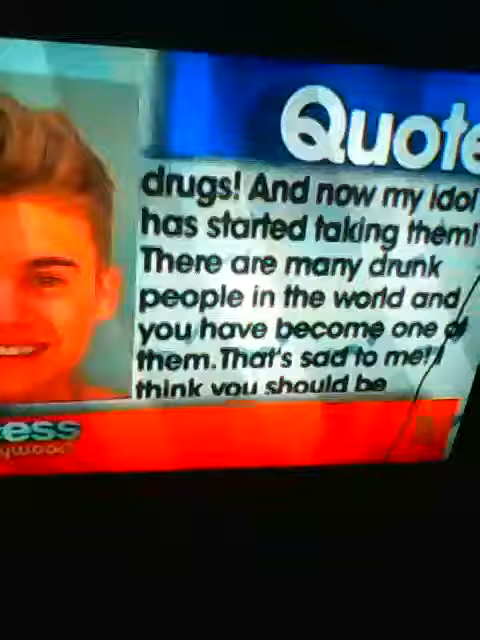 Quote
drugs! And now my idol
has started taking them!
There are many drunk
people in the world and
you have become one of
them. That's sad to me! I
think you should be
ess
ywood